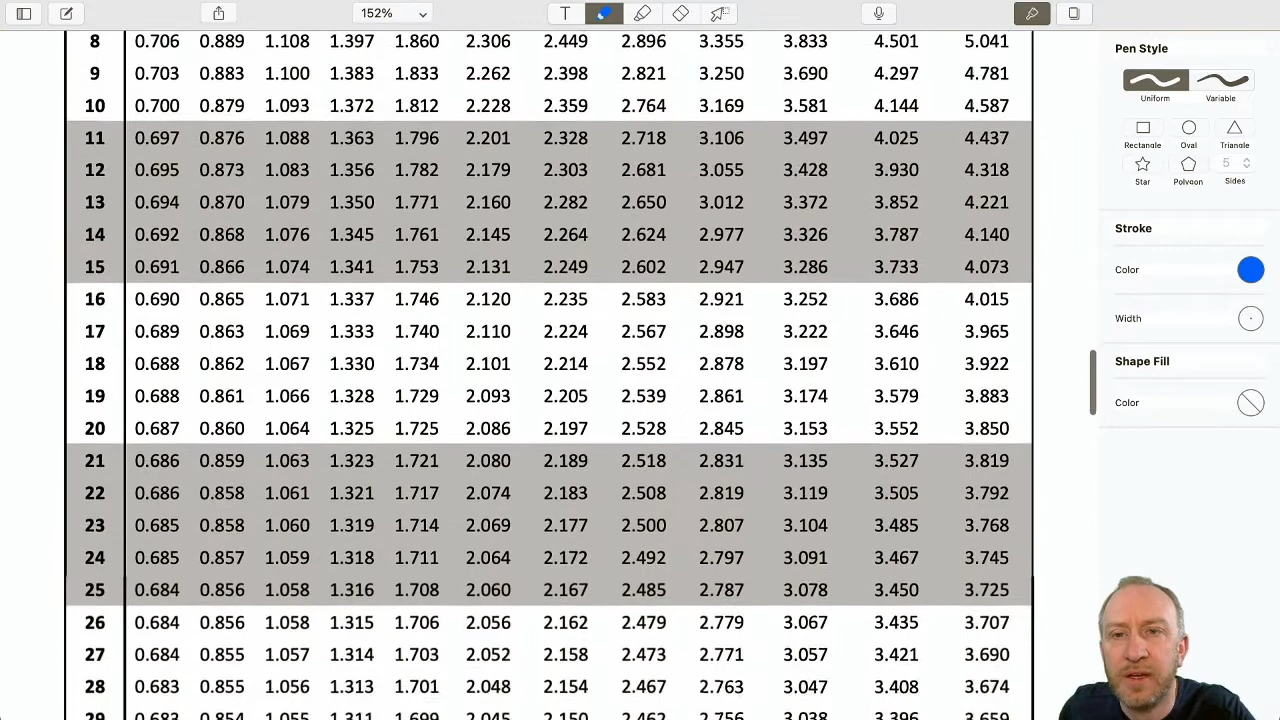 152%
T
8 0.706 0.889 1.108 1.397 1.860 2.306 2.449 2.896 3.355 3.833 4.501 5.041
9 0.703 0.883 1.100 1.383 1.833 2.262 2.398 2.821 3.250 3.690 4.297 4.781
10 0.700 0.879 1.093 1.372 1.812 2.228 2.359 2.764 3.169 3.581 4.144 4.587
11 0.697 0.876 1.088 1.363 1.796 2.201 2.328 2.718 3.106 3.497 4.025 4.437
12 0.695 0.873 1.083 1.356 1.782 2.179 2.303 2.681 3.055 3.428 3.930 4.318
13 0.694 0.870 1.079 1.350 1.771 2.160 2.282 2.650 3.012 3.372 3.852 4.221
14 0.692 0.868 1.076 1.345 1.761 2.145 2.264 2.624 2.977 3.326 3.787 4.140
15 0.691 0.866 1.074 1.341 1.753 2.131 2.249 2.602 2.947 3.286 3.733 4.073
16 0.690 0.865 1.071 1.337 1.746 2.120 2.235 2.583 2.921 3.252 3.686 4.015
17 0.689 0.863 1.069 1.333 1.740 2.110 2.224 2.567 2.898 3.222 3.646 3.965
18 0.688 0.862 1.067 1.330 1.734 2.101 2.214 2.552 2.878 3.197 3.610 3.922
19 0.688 0.861 1.066 1.328 1.729 2.093 2.205 2.539 2.861 3.174 3.579 3.883
20 0.687 0.860 1.064 1.325 1.725 2.086 2.197 2.528 2.845 3.153 3.552 3.850
21 0.686 0.859 1.063 1.323 1.721 2.080 2.189 2.518 2.831 3.135 3.527 3.819
22 0.686 0.858 1.061 1.321 1.717 2.074 2.183 2.508 2.819 3.119 3.505 3.792
23 0.685 0.858 1.060 1.319 1.714 2.069 2.177 2.500 2.807 3.104 3.485 3.768
24 0.685 0.857 1.059 1.318 1.711 2.064 2.172 2.492 2.797 3.091 3.467 3.745
25 0.684 0.856 1.058 1.316 1.708 2.060 2.167 2.485 2.787 3.078 3.450 3.725
26 0.684 0.856 1.058 1.315 1.706 2.056 2.162 2.479 2.779 3.067 3.435 3.707
27 0.684 0.855 1.057 1.314 1.703 2.052 2.158 2.473 2.771 3.057 3.421 3.690
28 0.683 0.855 1.056 1.313 1.701 2.048 2.154 2.467 2.763 3.047 3.408 3.674
29 0.683 0.854 1.055 1.311 1.699 2.045 2.150 2.462 2.756 3.038 3.396 3.659
Pen Style
Uniform Variable
Rectangle Oval Triangle
5
Star Polygon Sides
Stroke
Color
Width
Shape Fill
Color